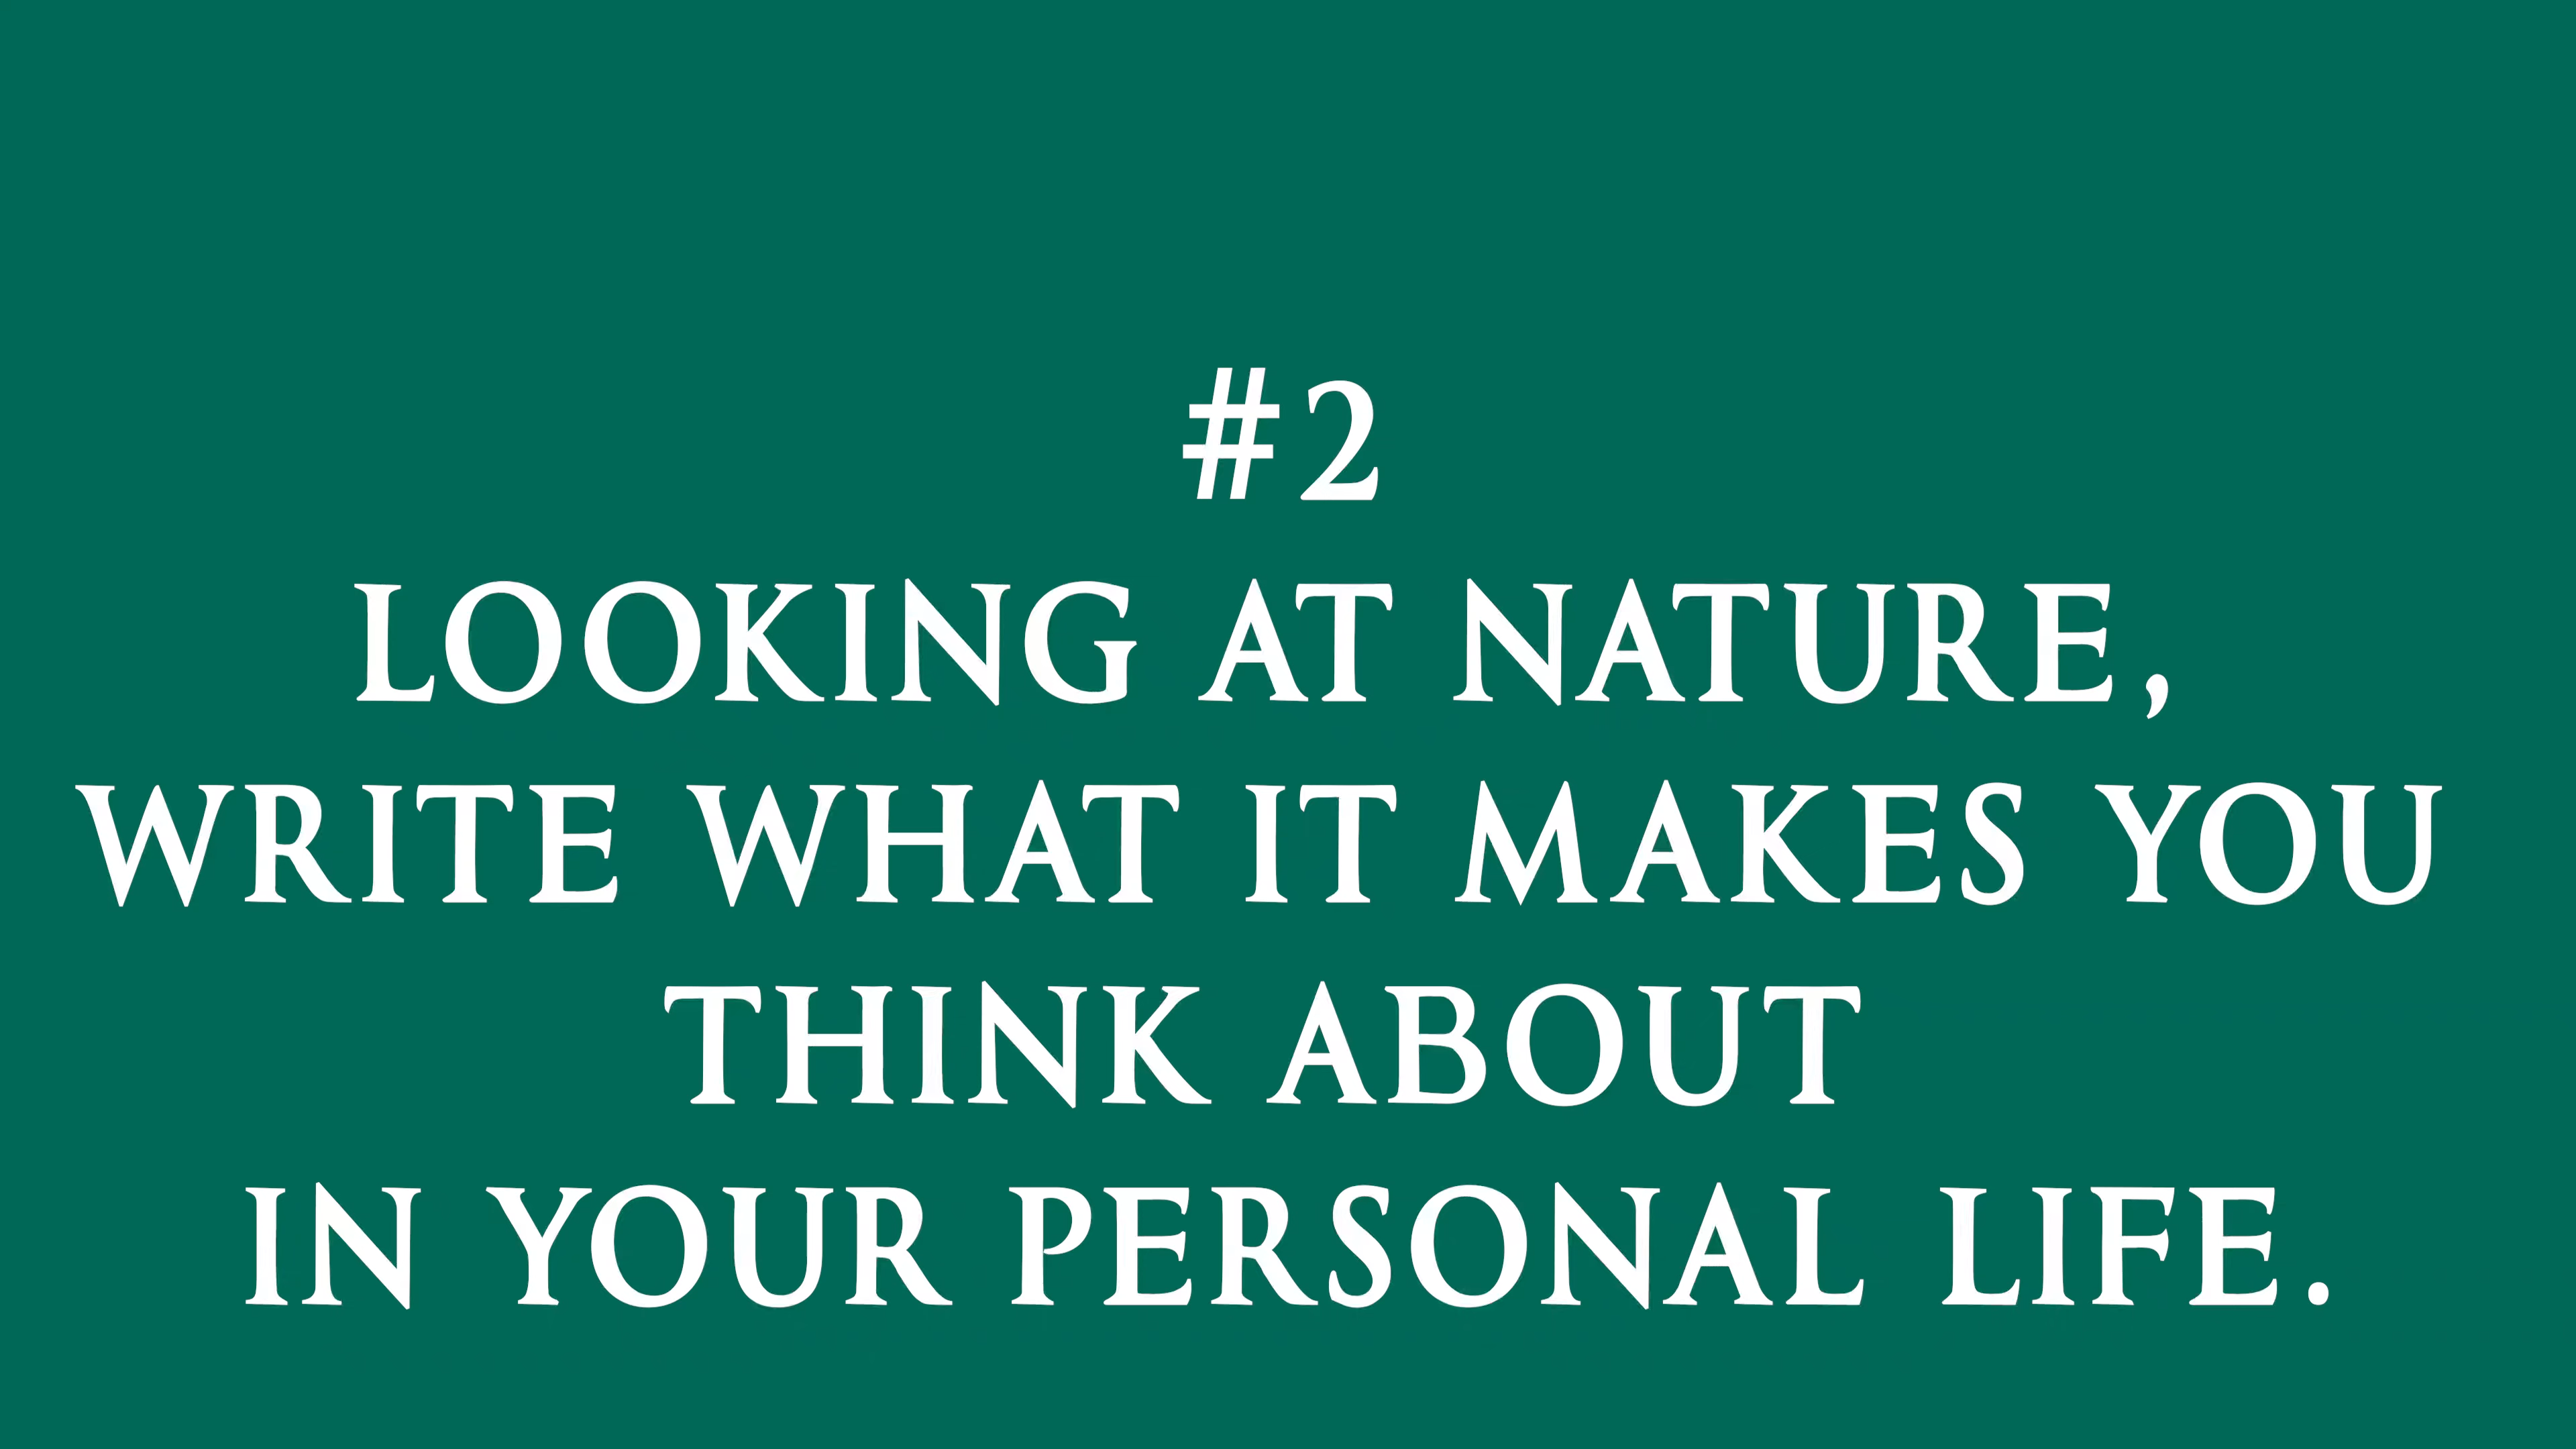 #2
LOOKING AT NATURE,
WRITE WHAT IT MAKES YOU
THINK ABOUT
IN YOUR PERSONAL LIFE.